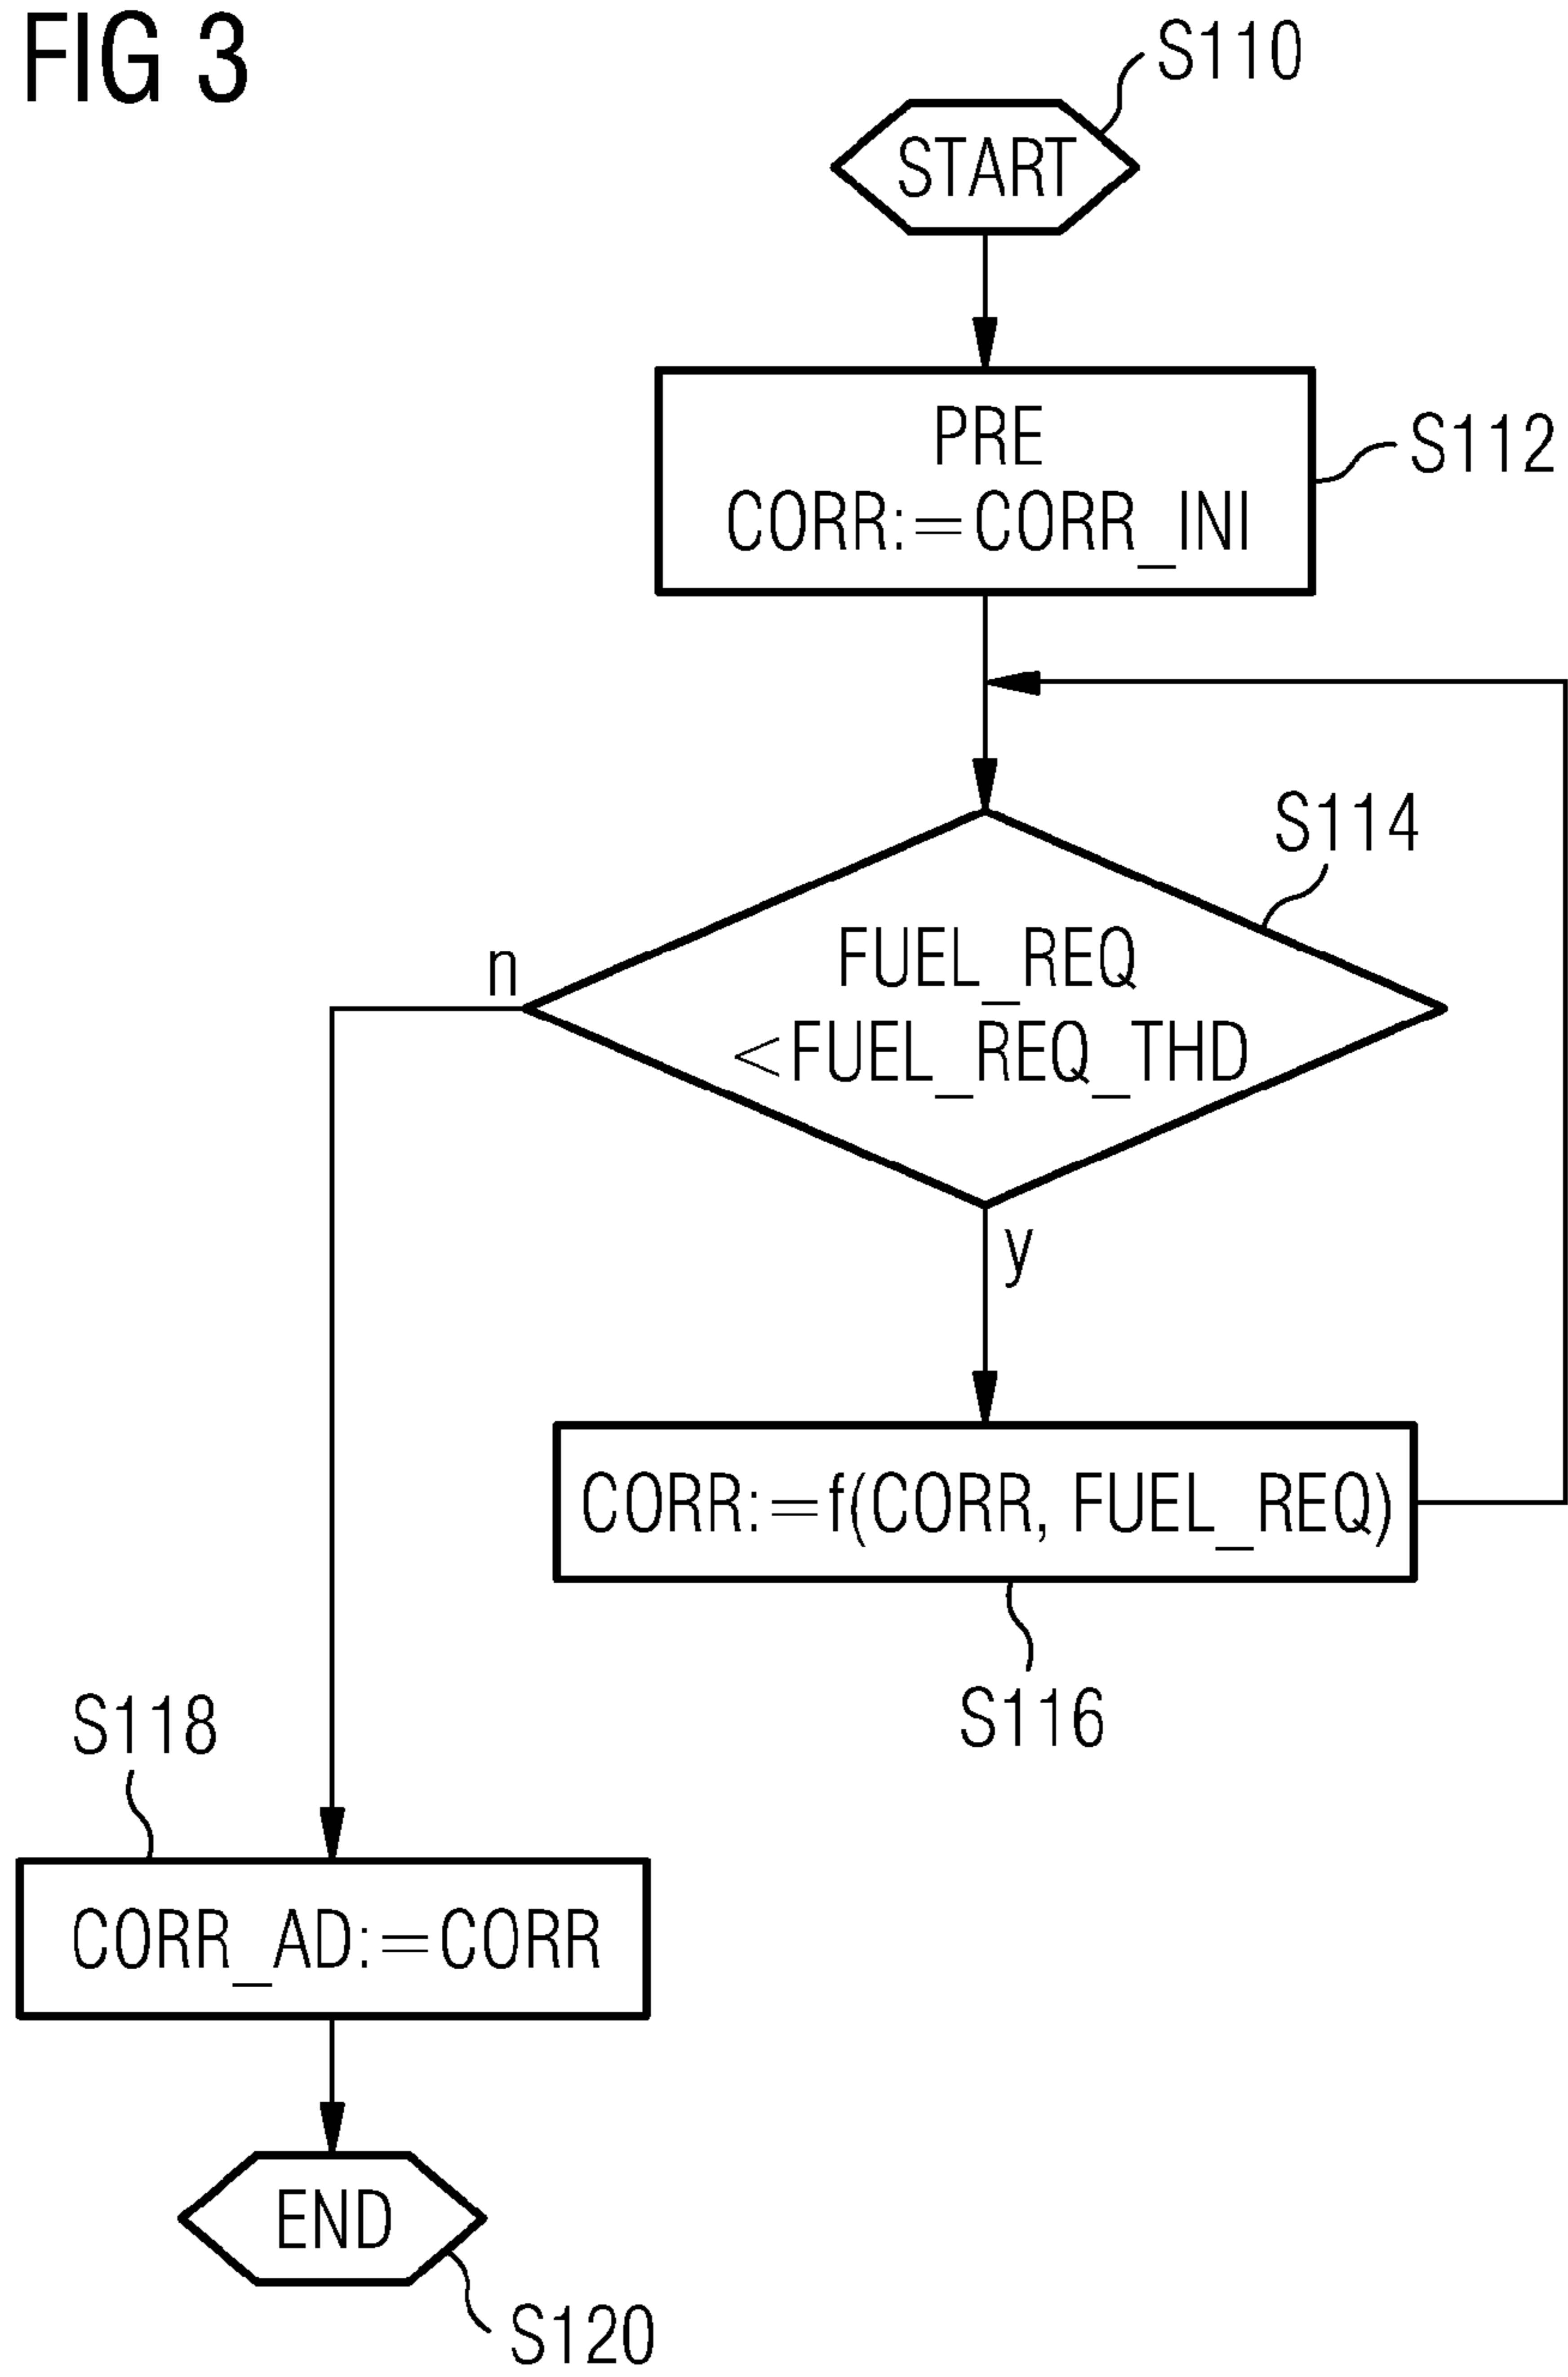 FIG 3
S110
START
PRE
CORR:=CORR_INI
S112
S114
FUEL_REQ
<FUEL_REQ_THD
n
y
CORR:=f(CORR, FUEL_REQ)
S116
S118
CORR_AD:=CORR
END
S120